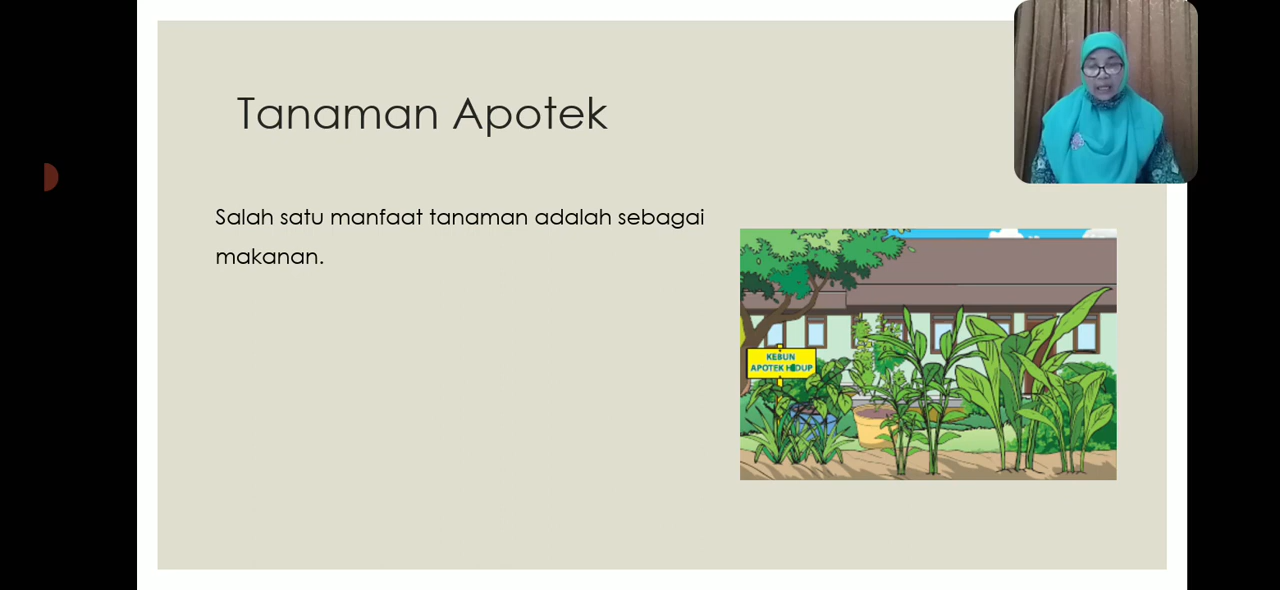 Tanaman Apotek
Salah satu manfaat tanaman adalah sebagai
makanan.
KEBUN
APOTEK HIDUP